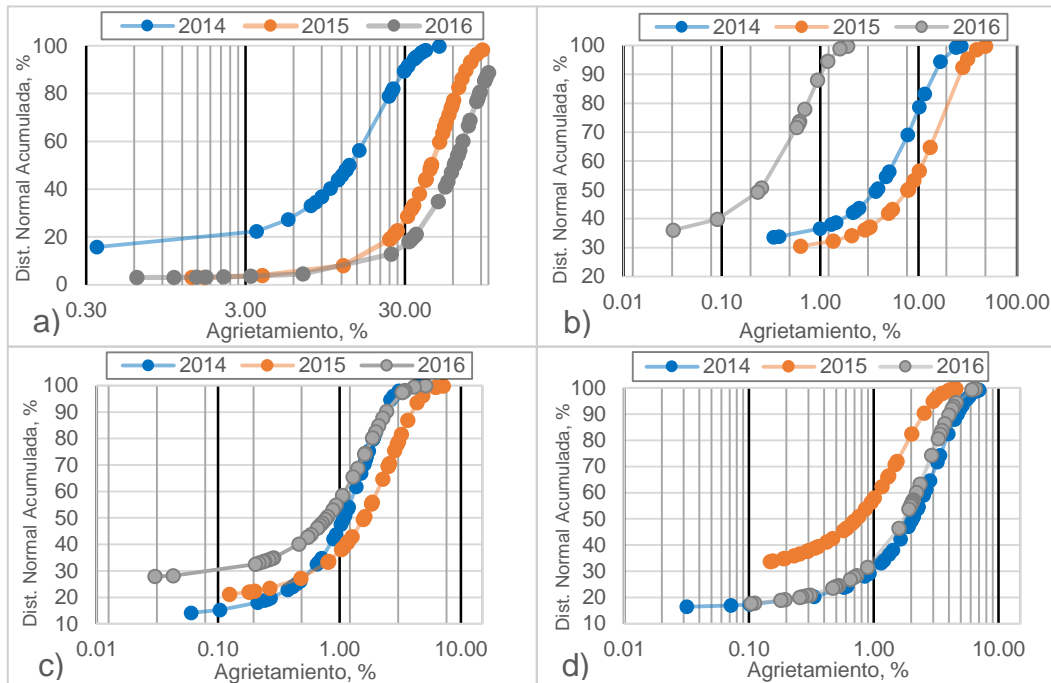 2014 2015 2016
100
80
60
40
20
0
0.30 3.00 30.00
Dist. Normal Acumulada, %
Agrietamiento, %
a)
2014 2015 2016
100
90
80
70
60
50
40
30
20
0.01 0.10 1.00 10.00 100.00
Dist. Normal Acumulada, %
Agrietamiento, %
b)
2014 2015 2016
100
90
80
70
60
50
40
30
20
10
0.01 0.10 1.00 10.00
Dist. Normal Acumulada, %
Agrietamiento, %
c)
2014 2015 2016
100
90
80
70
60
50
40
30
20
10
0.01 0.10 1.00 10.00
Dist. Normal Acumulada, %
Agrietamiento, %
d)